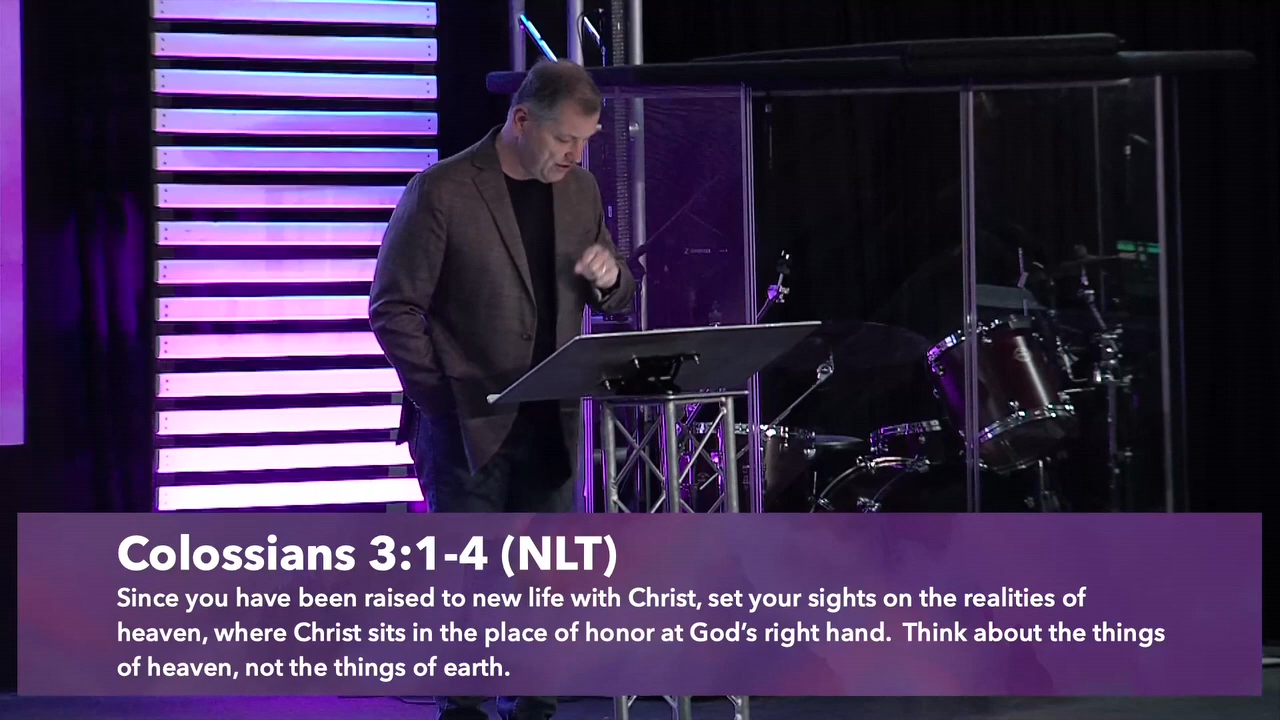 Colossians 3:1-4 (NLT)
Since you have been raised to new life with Christ, set your sights on the realities of
heaven, where Christ sits in the place of honor at God’s right hand.  Think about the things
of heaven, not the things of earth.